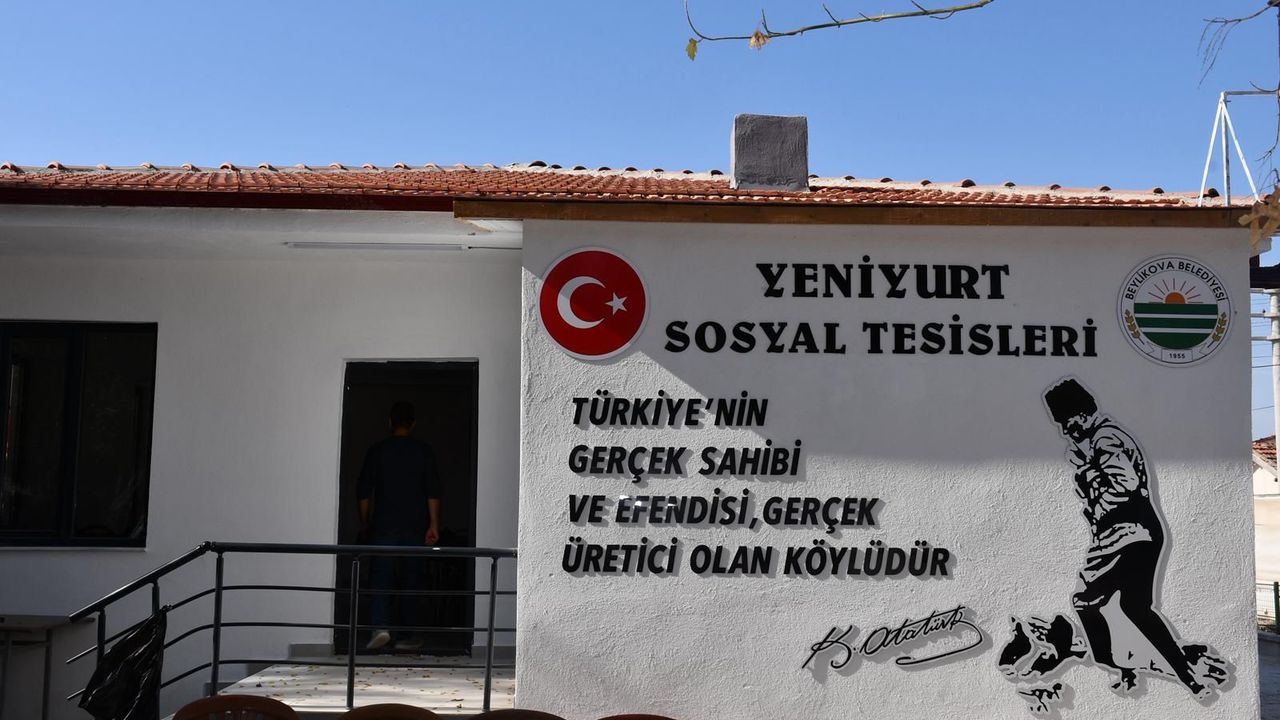 YENİYURT
SOSYAL TESİSLERİ
BEYLİKOVA BELEDİYESİ
1955
TÜRKİYE'NİN
GERÇEK SAHİBİ
VE EFENDİSİ,GERÇEK
ÜRETİCİ OLAN KÖYLÜDÜR
K. Atatürk